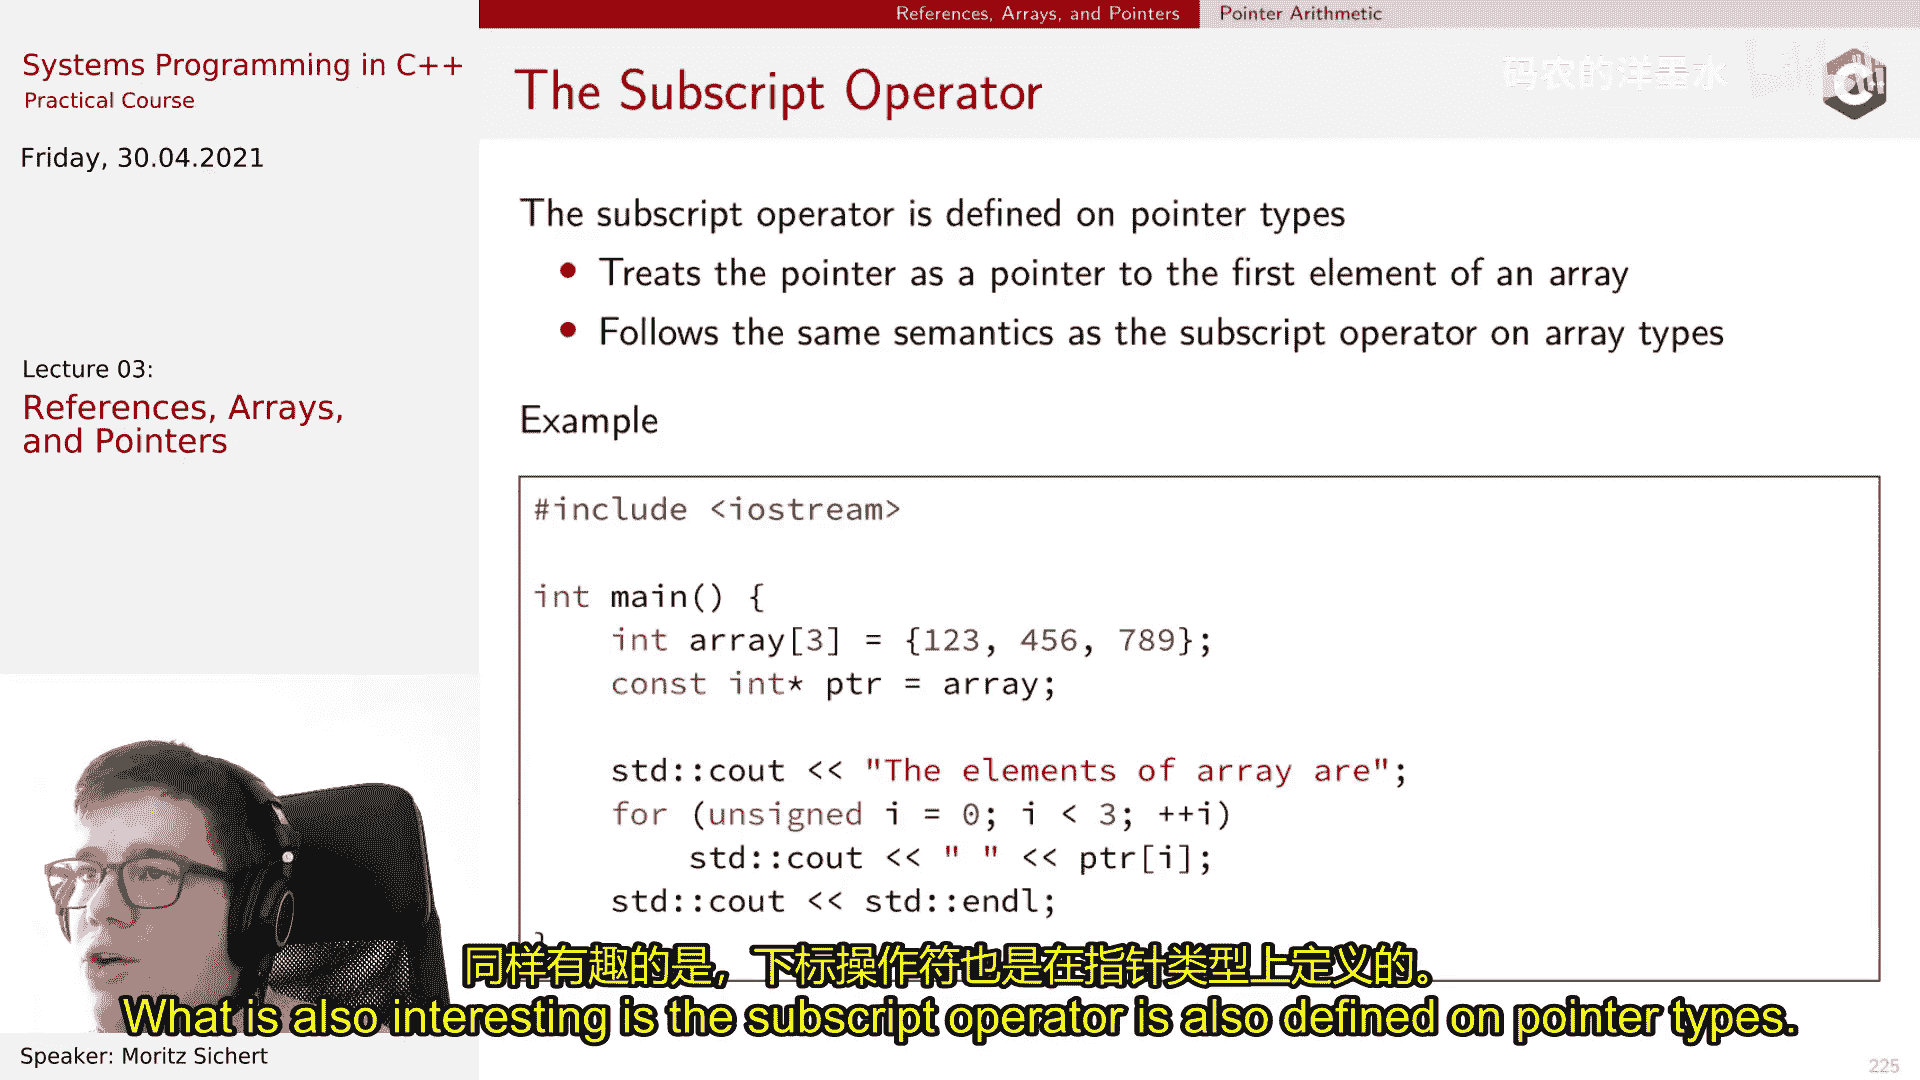 References, Arrays, and Pointers
Pointer Arithmetic
Systems Programming in C++
Practical Course
Friday, 30.04.2021
Lecture 03:
References, Arrays,
and Pointers
The Subscript Operator
码农的洋墨水
The subscript operator is defined on pointer types
• Treats the pointer as a pointer to the first element of an array
• Follows the same semantics as the subscript operator on array types
Example
#include <iostream>
int main() {
int array[3] = {123, 456, 789};
const int* ptr = array;
std::cout << "The elements of array are";
for (unsigned i = 0; i < 3; ++i)
std::cout << " " << ptr[i];
std::cout << std::endl;
}
同样有趣的是，下标操作符也是在指针类型上定义的。
What is also interesting is the subscript operator is also defined on pointer types.
Speaker: Moritz Sichert
225